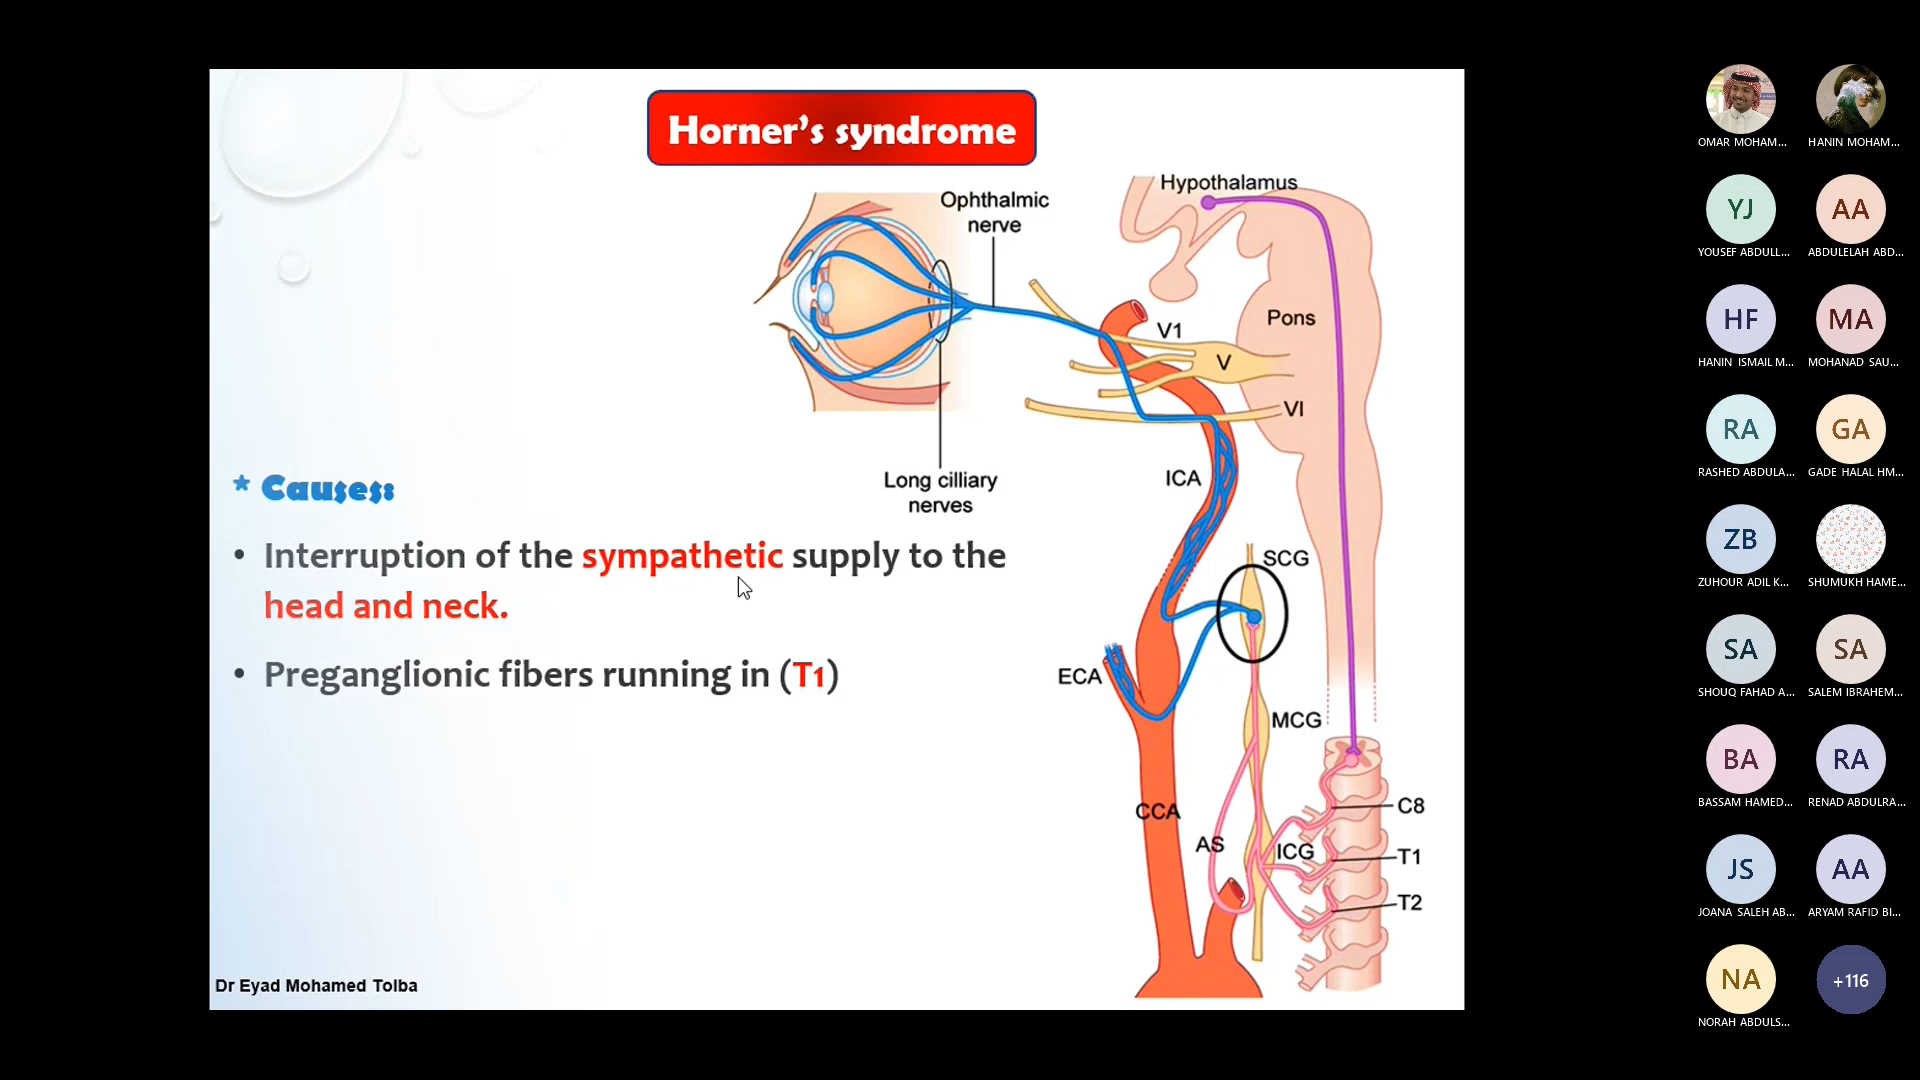 Horner's syndrome
Hypothalamus
Ophthalmic
nerve
Pons
V1
V
VI
Long cilliary
nerves
ICA
* Causes:
• Interruption of the sympathetic supply to the
head and neck.
• Preganglionic fibers running in (T1)
SCG
ECA
MCG
CCA
AS
ICG
C8
T1
T2
Dr Eyad Mohamed Tolba
OMAR MOHAM...
HANIN MOHAM...
YJ
YOUSEF ABDULL...
AA
ABDULELAH ABD...
HF
HANIN ISMAIL M...
MA
MOHANAD SAU...
RA
RASHED ABDULA...
GA
GADE HALAL HM...
ZB
ZUHOUR ADIL K...
SHUMUKH HAME...
SA
SHOUQ FAHAD A...
SA
SALEM IBRAHEM...
BA
BASSAM HAMED...
RA
RENAD ABDULRA...
JS
JOANA SALEH AB...
AA
ARYAM RAFID BI...
NA
NORAH ABDULS...
+116